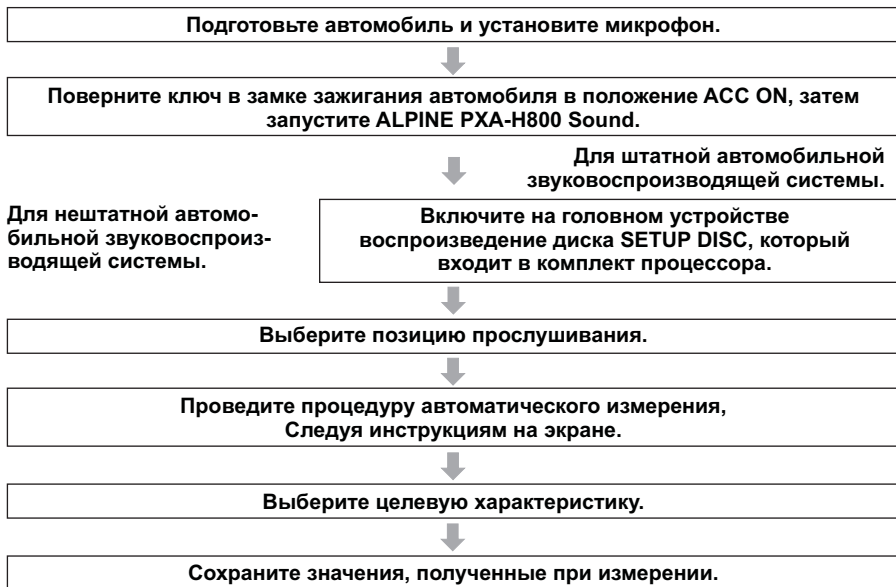 Подготовьте автомобиль и установите микрофон.
Поверните ключ в замке зажигания автомобиля в положение ACC ON, затем
запустите ALPINE PXA-H800 Sound.
Для штатной автомобильной
звуковоспроизводящей системы.
Для нештатной автомо-
бильной звуковоспроиз-
водящей системы.
Включите на головном устройстве
воспроизведение диска SETUP DISC, который
входит в комплект процессора.
Выберите позицию прослушивания.
Проведите процедуру автоматического измерения,
Следуя инструкциям на экране.
Выберите целевую характеристику.
Сохраните значения, полученные при измерении.